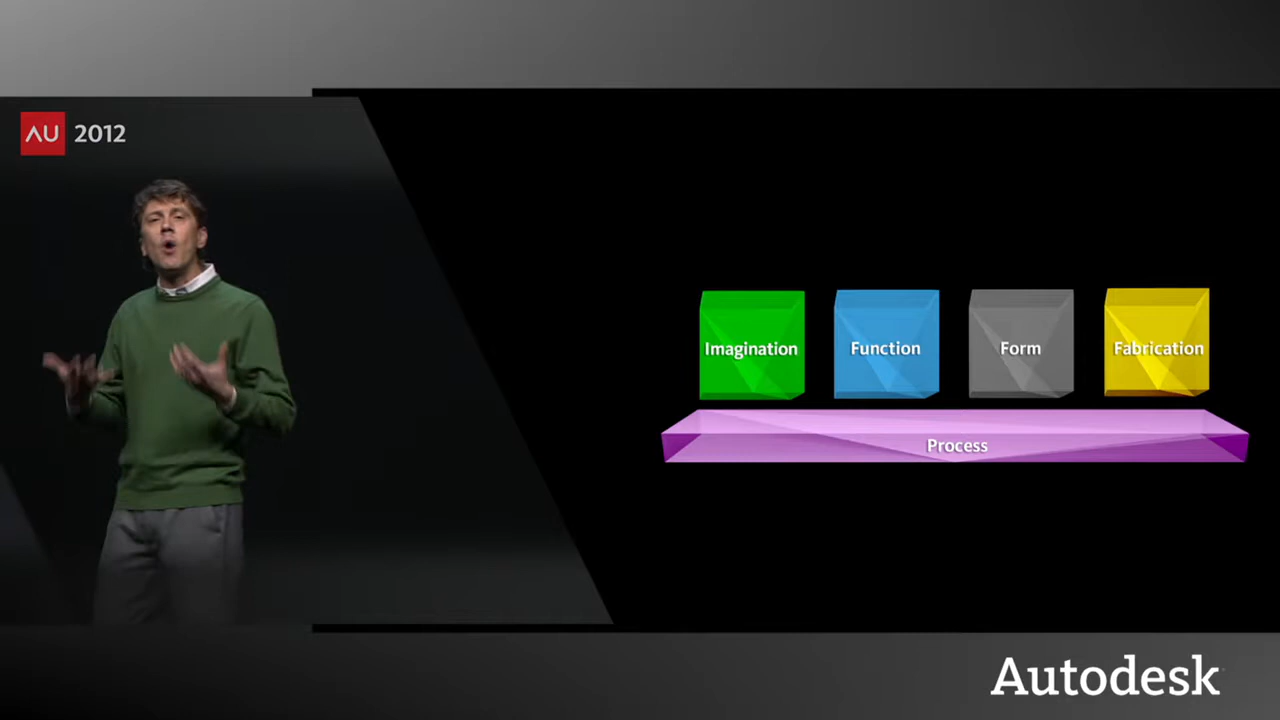 AU 2012
Imagination
Function
Form
Fabrication
Process
Autodesk